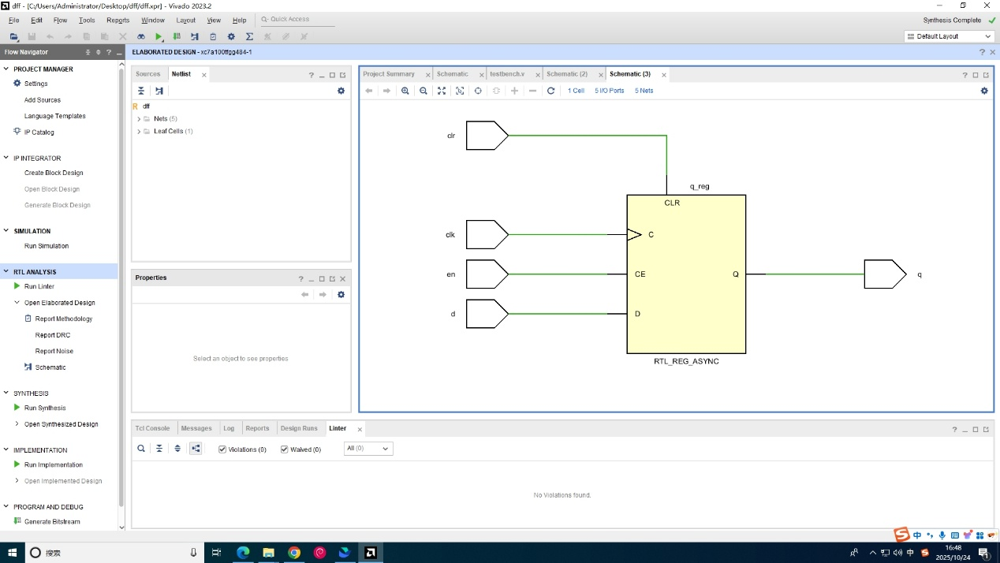 dff - [C:/Users/Administrator/Desktop/dff/dff.xpr] - Vivado 2023.2
File Edit Flow Tools Reports Window Layout View Help Quick Access
Synthesis Complete
Default Layout
Flow Navigator
ELABORATED DESIGN - xc7a100tfgg484-1
PROJECT MANAGER
Settings
Add Sources
Language Templates
IP Catalog
IP INTEGRATOR
Create Block Design
Open Block Design
Generate Block Design
SIMULATION
Run Simulation
RTL ANALYSIS
Run Linter
Open Elaborated Design
Report Methodology
Report DRC
Report Noise
Schematic
SYNTHESIS
Run Synthesis
Open Synthesized Design
IMPLEMENTATION
Run Implementation
Open Implemented Design
PROGRAM AND DEBUG
Generate Bitstream
Sources Netlist
dff
Nets (5)
Leaf Cells (1)
Properties
Select an object to see properties
Project Summary Schematic testbench.v Schematic (2) Schematic (3)
1 Cell 5 I/O Ports 5 Nets
clr
q_reg
CLR
clk C
en CE Q q
d D
RTL_REG_ASYNC
Tcl Console Messages Log Reports Design Runs Linter
Violations (0) Waived (0) All (0)
No Violations found.
中
搜索
中
16:48
2025/10/24
1